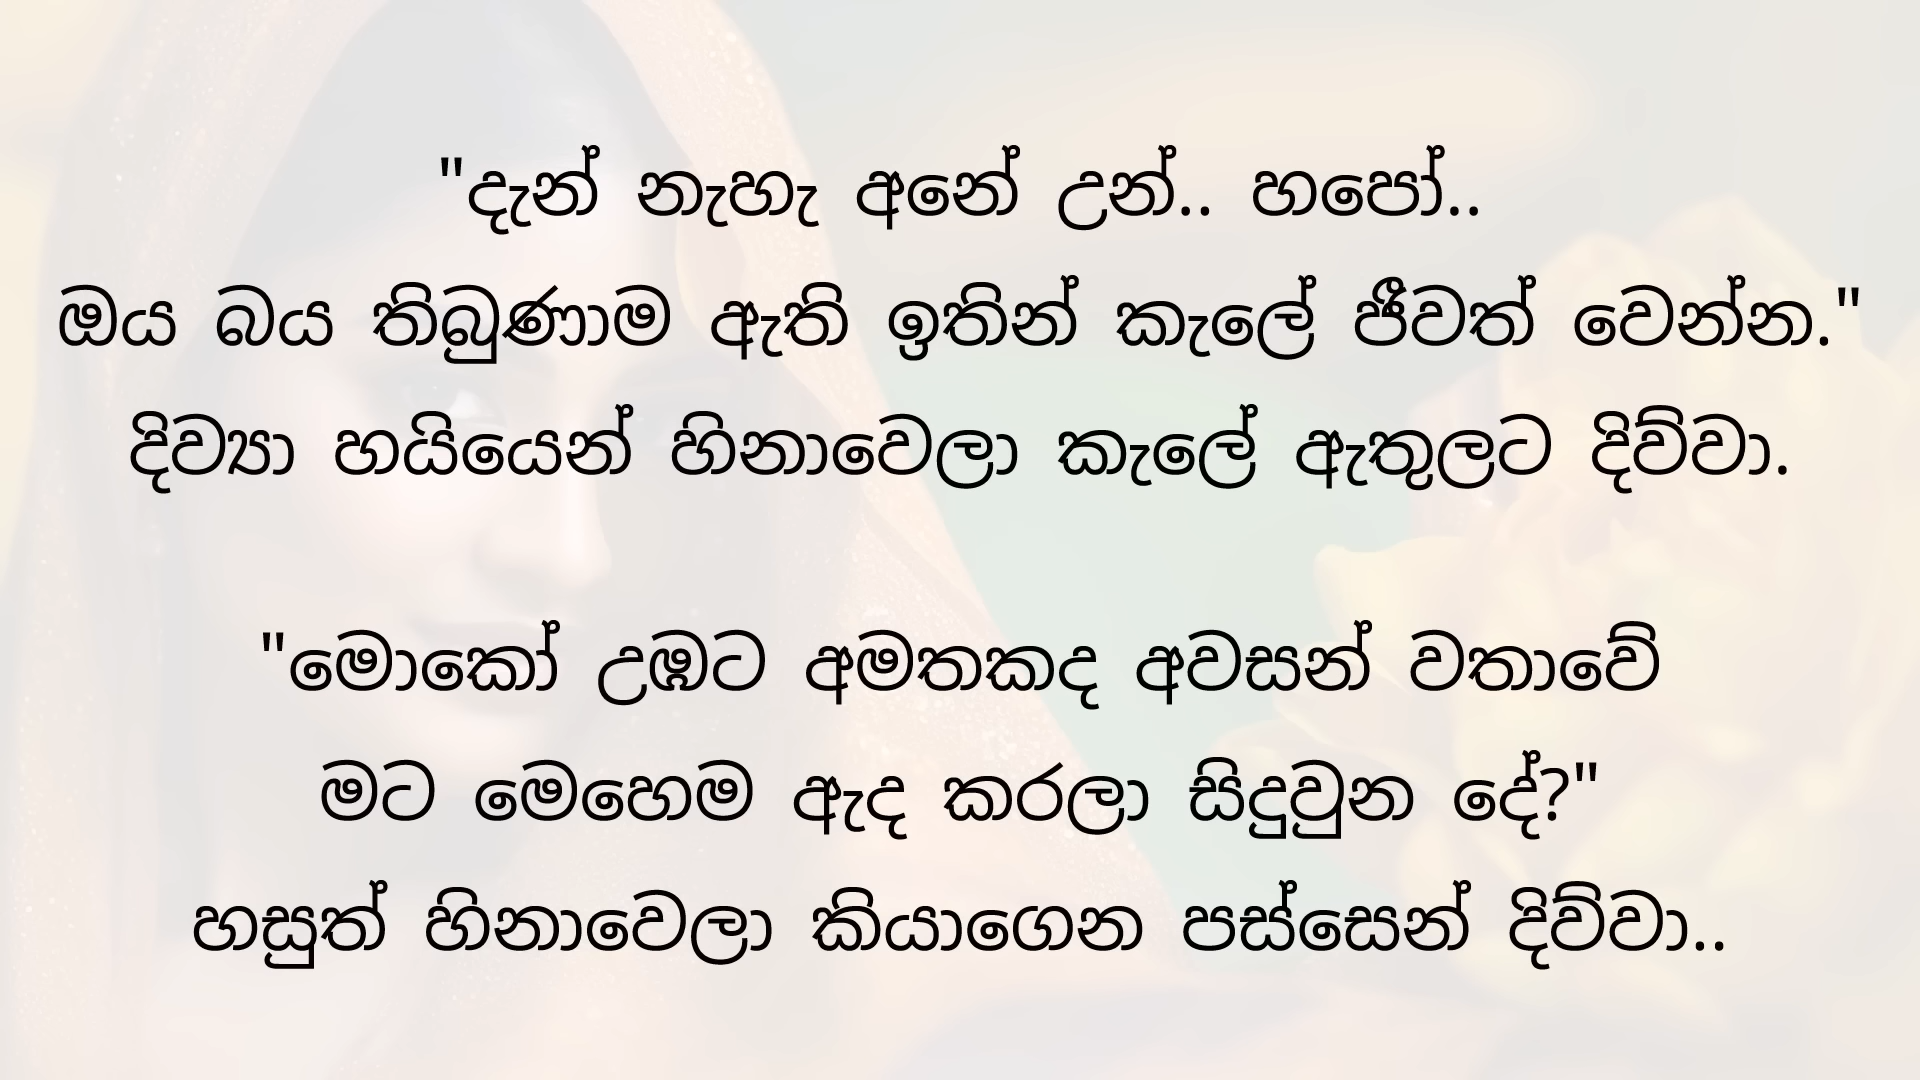 "දැන් නැහැ අනේ උන්.. හපෝ..
ඔය බය තිබුණාම ඇති ඉතින් කැලේ ජීවත් වෙන්න."
දිව්‍යා හයියෙන් හිනාවෙලා කැලේ ඇතුලට දිව්වා.
"මොකෝ උඹට අමතකද අවසන් වතාවේ
මට මෙහෙම ඇද කරලා සිදුවුන දේ?"
හසුත් හිනාවෙලා කියාගෙන පස්සෙන් දිව්වා..